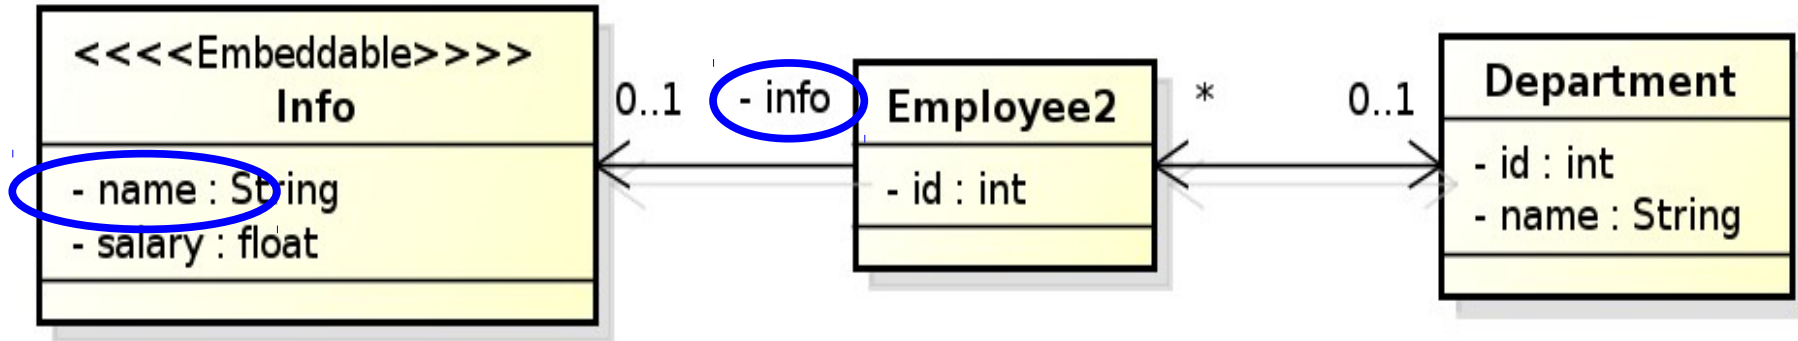 <<<<Embeddable>>>>
Info
- name : String
- salary : float
0..1
- info
Employee2
- id : int
*
0..1
Department
- id : int
- name : String